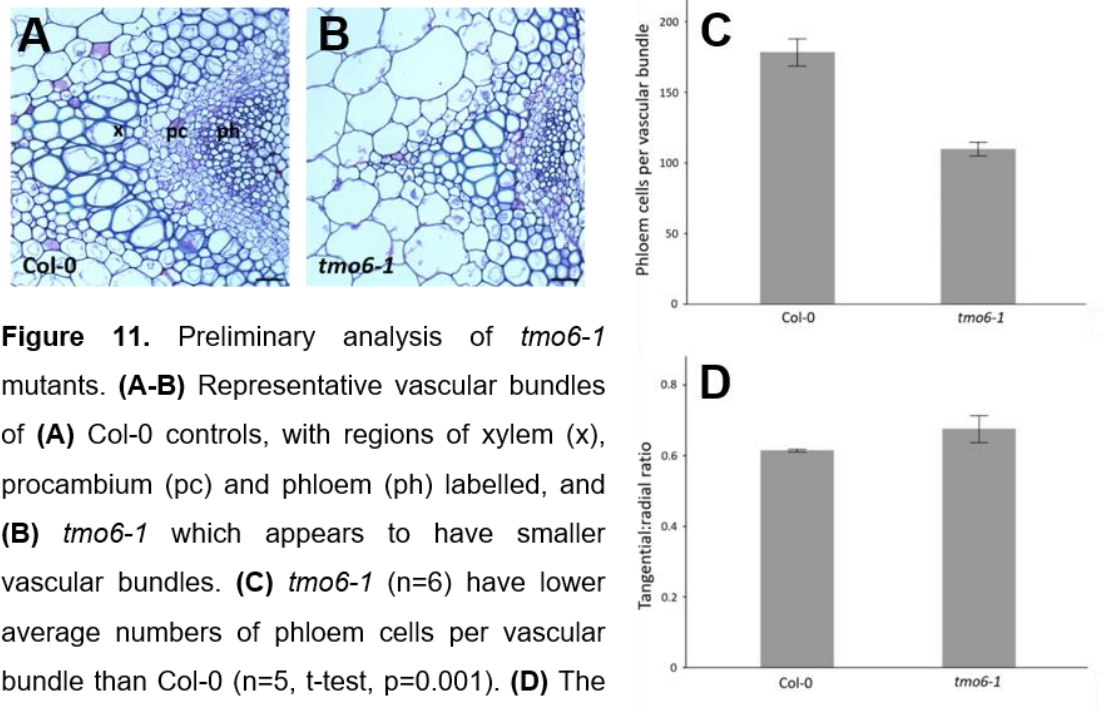 A
x
pc
ph
Col-0
B
tmo6-1
Figure 11. Preliminary analysis of tmo6-1
mutants. (A-B) Representative vascular bundles
of (A) Col-0 controls, with regions of xylem (x),
procambium (pc) and phloem (ph) labelled, and
(B) tmo6-1 which appears to have smaller
vascular bundles. (C) tmo6-1 (n=6) have lower
average numbers of phloem cells per vascular
bundle than Col-0 (n=5, t-test, p=0.001). (D) The
C
Phloem cells per vascular bundle
200
150
100
50
0
Col-0
tmo6-1
D
Tangential:radial ratio
0.8
0.6
0.4
0.2
0
Col-0
tmo6-1